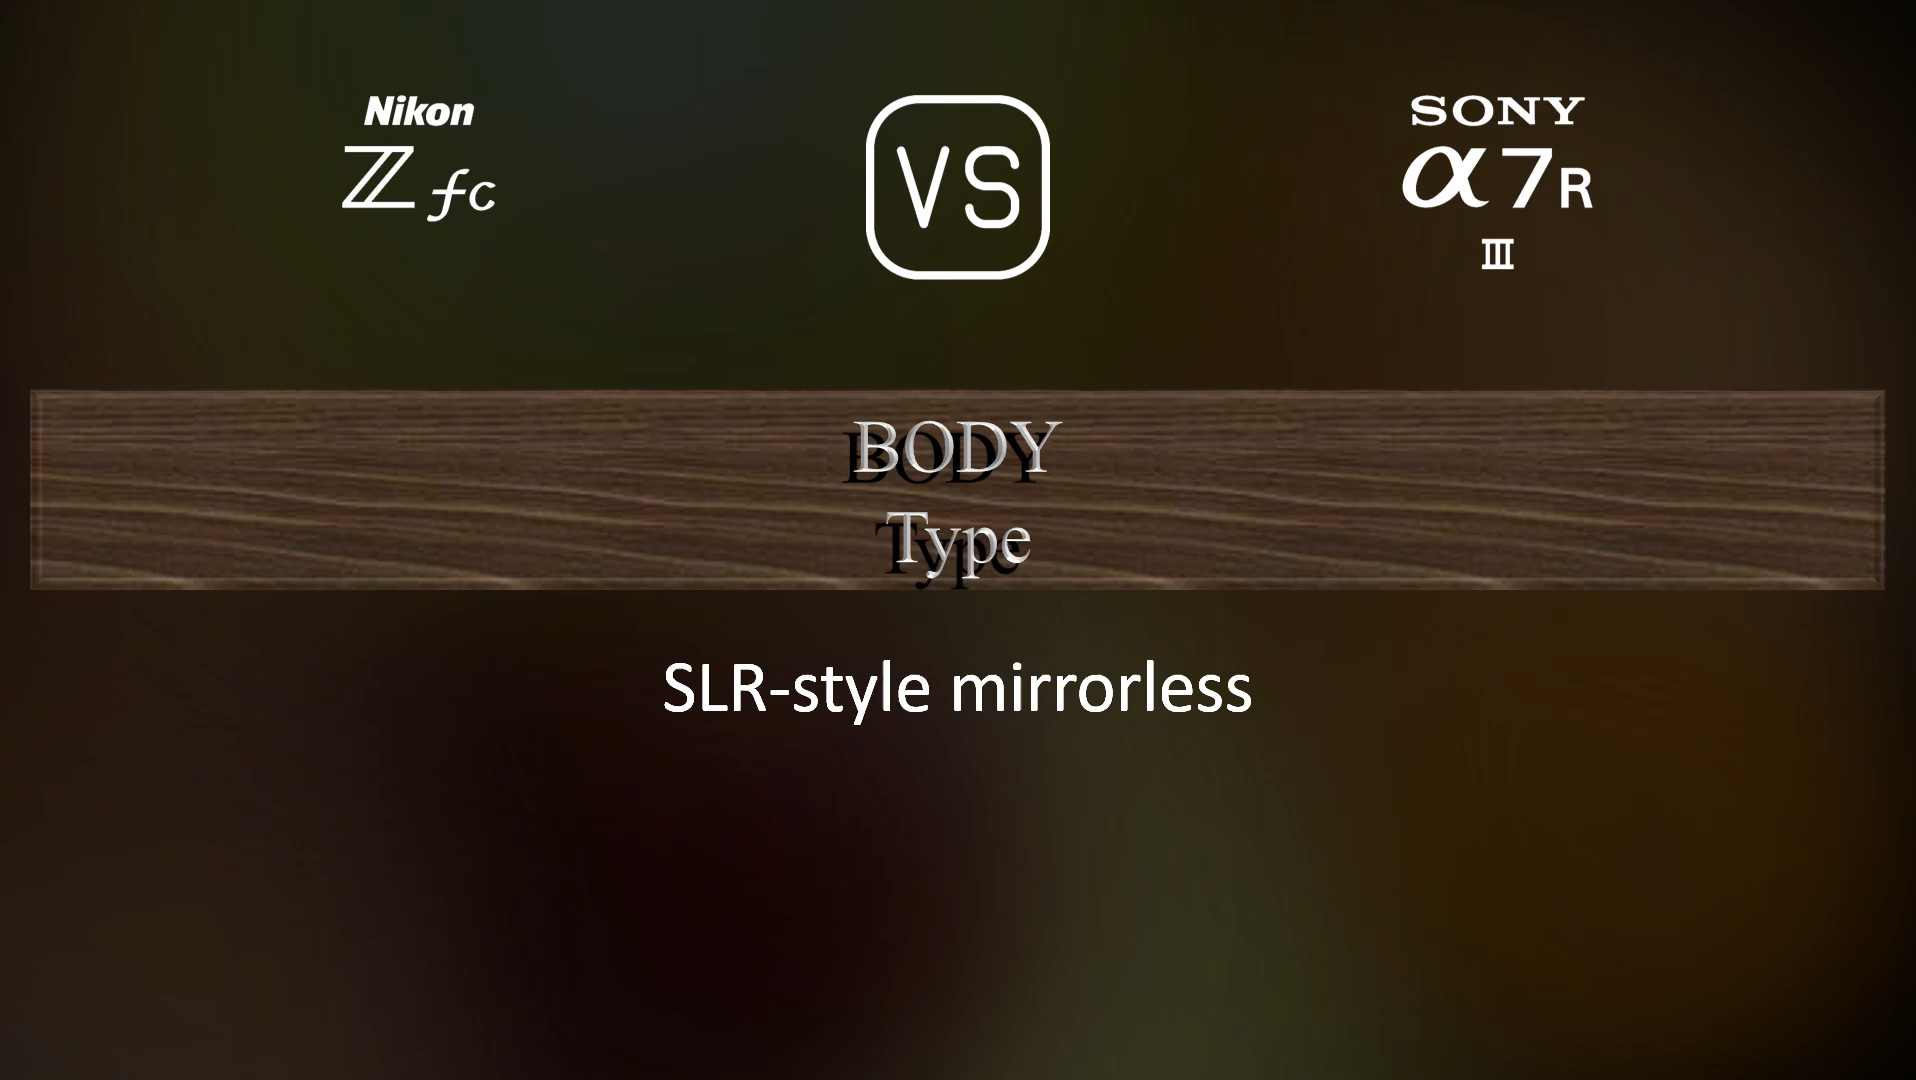 Nikon
Z fc
VS
SONY
α7R
III
BODY
Type
SLR-style mirrorless